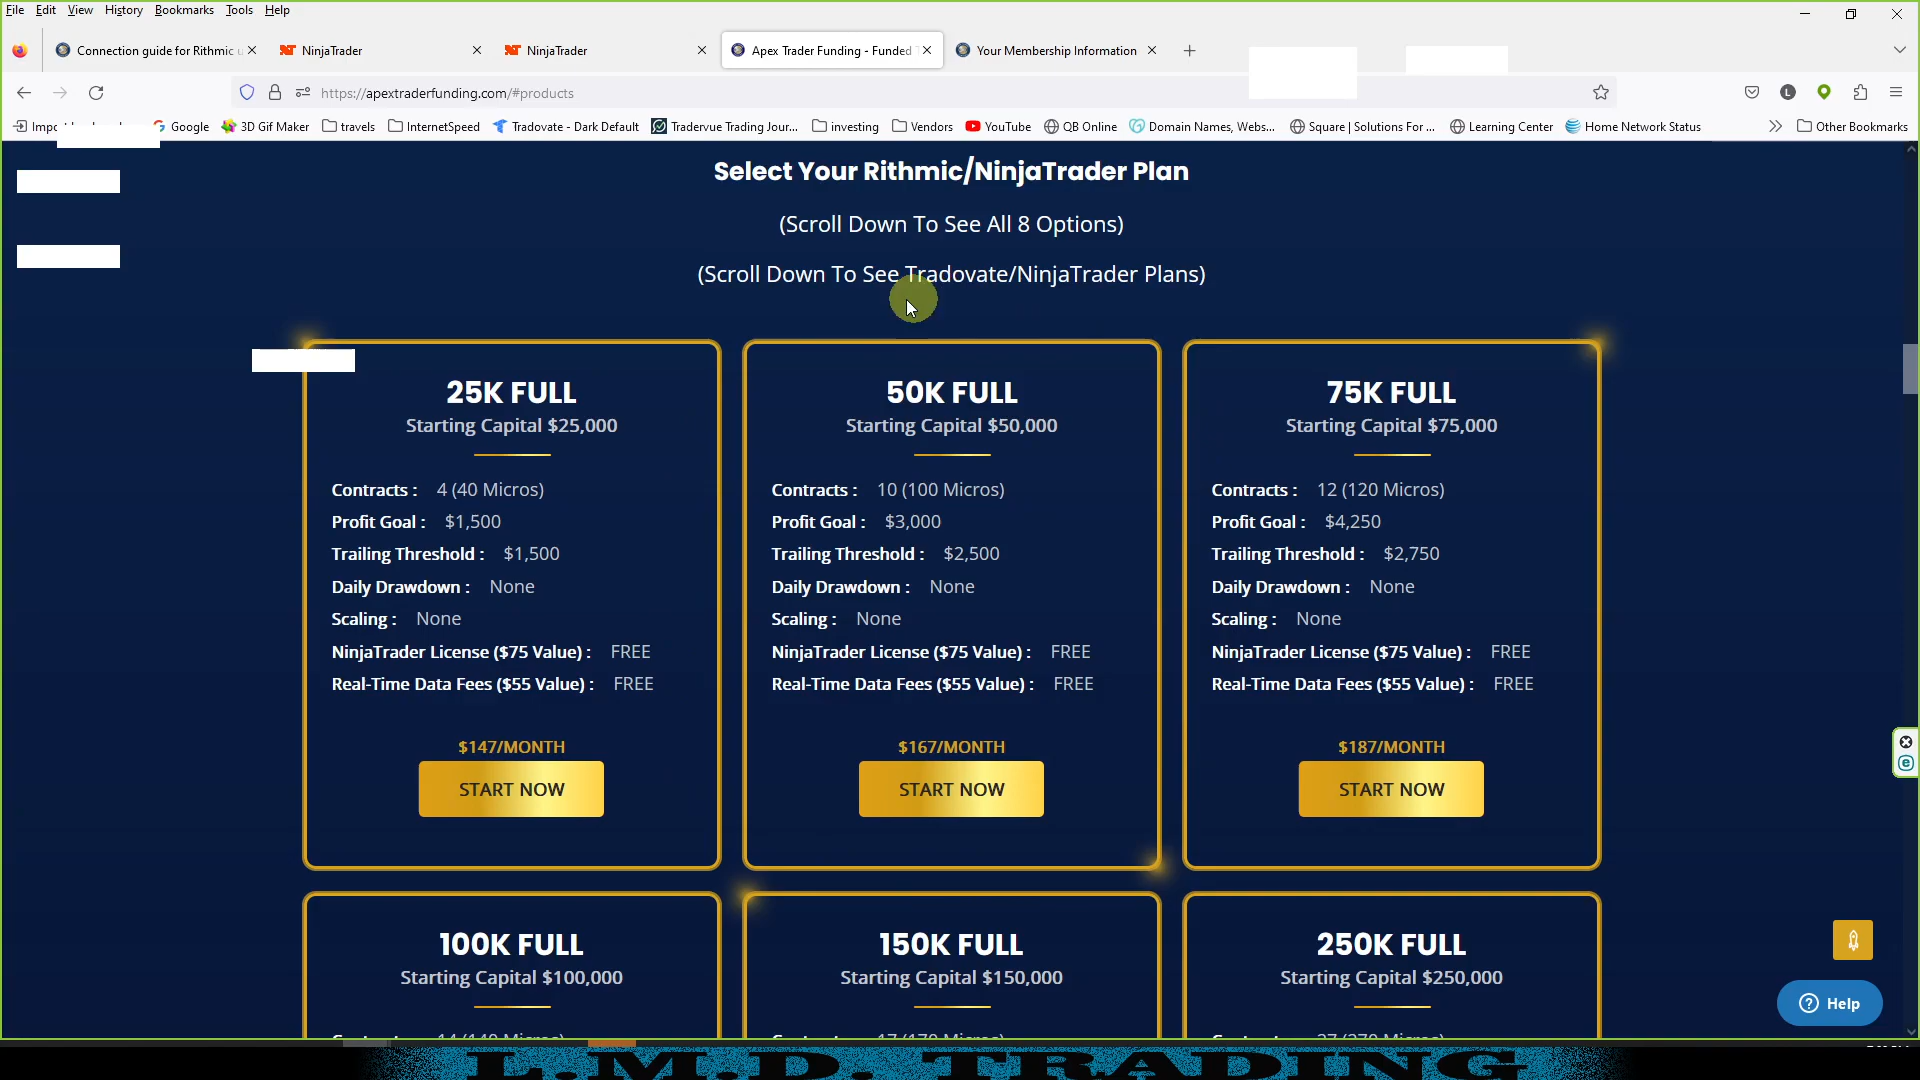 File Edit View History Bookmarks Tools Help
Connection guide for Rithmic NinjaTrader NinjaTrader Apex Trader Funding - Funded Your Membership Information
https://apextraderfunding.com/#products
Google 3D Gif Maker travels InternetSpeed Tradovate - Dark Default Tradervue Trading Jour... investing Vendors YouTube QB Online Domain Names, Webs... Square | Solutions For ... Learning Center Home Network Status Other Bookmarks
Select Your Rithmic/NinjaTrader Plan
(Scroll Down To See All 8 Options)
(Scroll Down To See Tradovate/NinjaTrader Plans)
25K FULL
Starting Capital $25,000
Contracts : 4 (40 Micros)
Profit Goal : $1,500
Trailing Threshold : $1,500
Daily Drawdown : None
Scaling : None
NinjaTrader License ($75 Value) : FREE
Real-Time Data Fees ($55 Value) : FREE
$147/MONTH
START NOW
50K FULL
Starting Capital $50,000
Contracts : 10 (100 Micros)
Profit Goal : $3,000
Trailing Threshold : $2,500
Daily Drawdown : None
Scaling : None
NinjaTrader License ($75 Value) : FREE
Real-Time Data Fees ($55 Value) : FREE
$167/MONTH
START NOW
75K FULL
Starting Capital $75,000
Contracts : 12 (120 Micros)
Profit Goal : $4,250
Trailing Threshold : $2,750
Daily Drawdown : None
Scaling : None
NinjaTrader License ($75 Value) : FREE
Real-Time Data Fees ($55 Value) : FREE
$187/MONTH
START NOW
100K FULL
Starting Capital $100,000
150K FULL
Starting Capital $150,000
250K FULL
Starting Capital $250,000
Help
L.M.D. TRADING